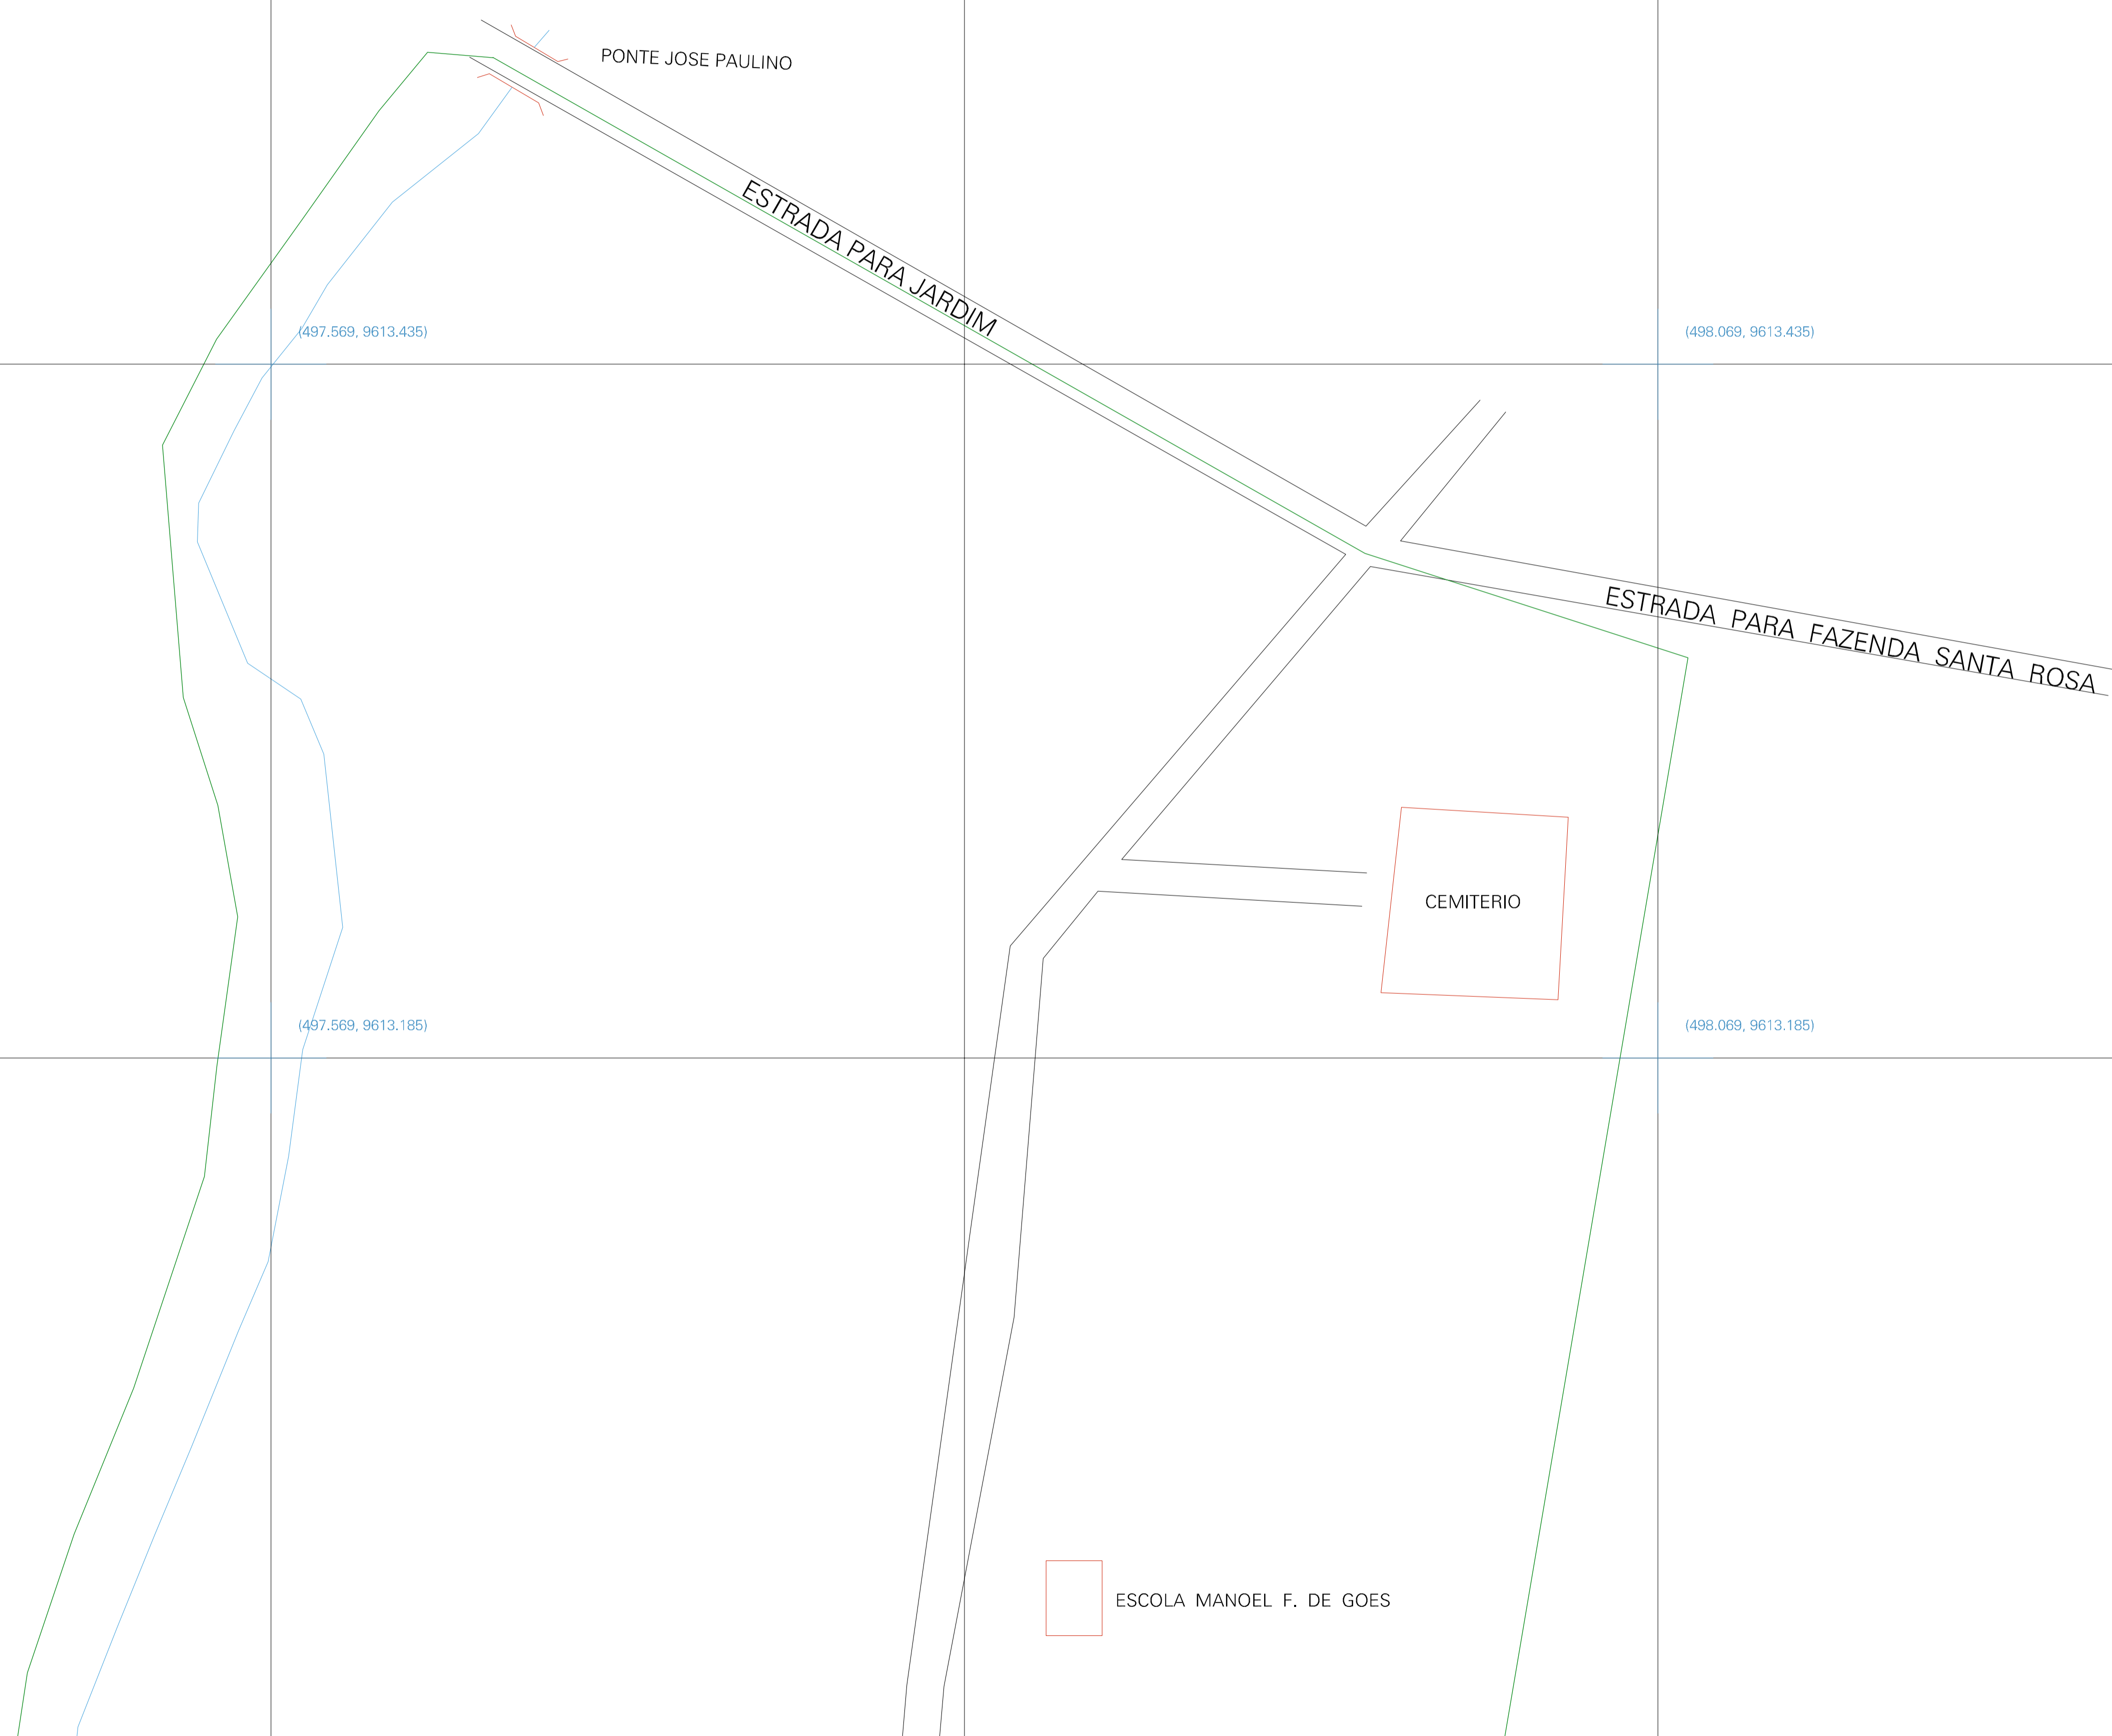 PONTE JOSE PAULINO
ESTRADA PARA JARDIM
(497.569, 9613.435)
(498.069, 9613.435)
ESTRADA PARA FAZENDA SANTA ROSA
CEMITERIO
(497.569, 9613.185)
(498.069, 9613.185)
ESCOLA MANOEL F. DE GOES